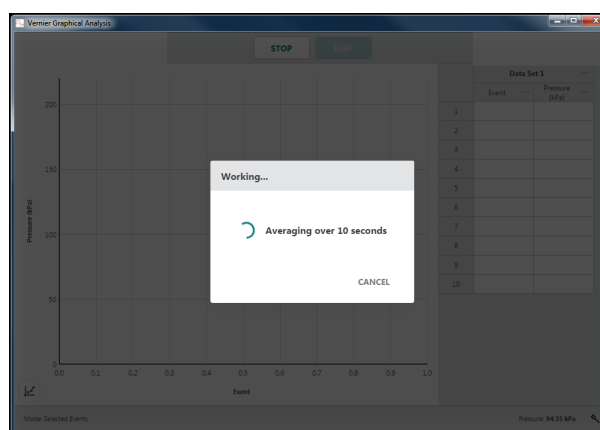 Vernier Graphical Analysis
STOP
KEEP
Data Set 1
Event
Pressure
(kPa)
1
2
3
4
5
6
7
8
9
10
Pressure (kPa)
200
150
100
50
0
0.0 0.1 0.2 0.3 0.4 0.5 0.6 0.7 0.8 0.9 1.0
Event
Working...
Averaging over 10 seconds
CANCEL
Mode: Selected Events
Pressure: 94.35 kPa